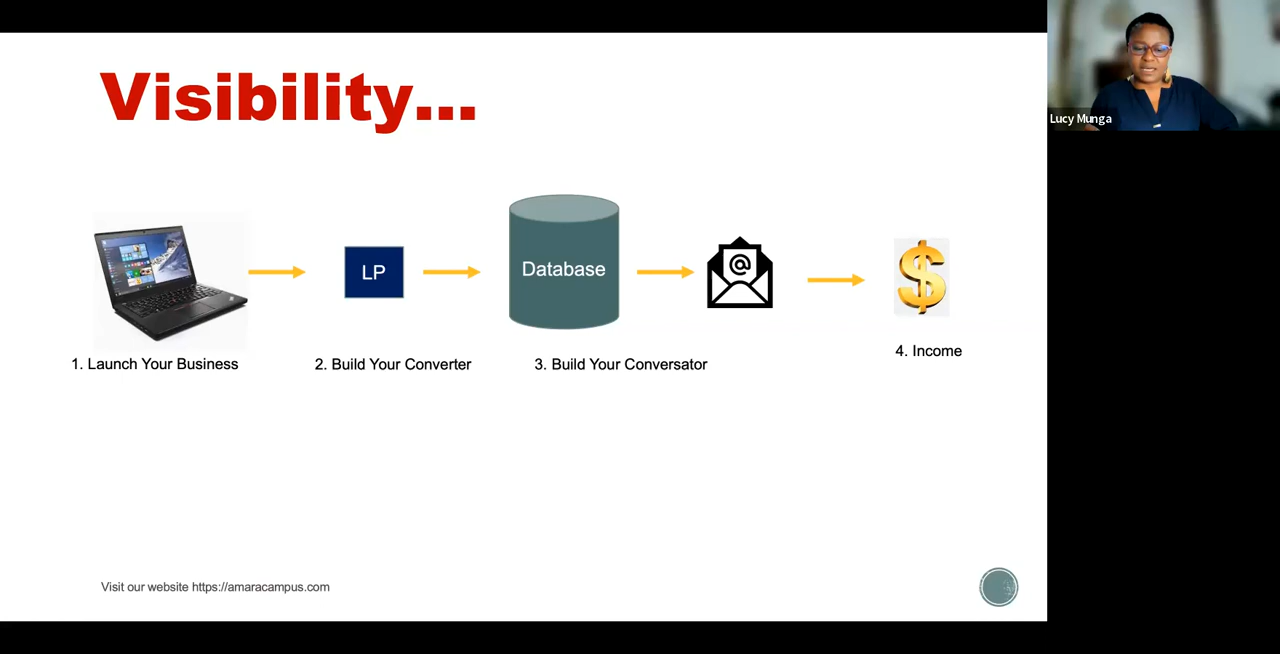 Visibility...
LP
Database
1. Launch Your Business
2. Build Your Converter
3. Build Your Conversator
4. Income
Visit our website https://amaracampus.com
Lucy Munga